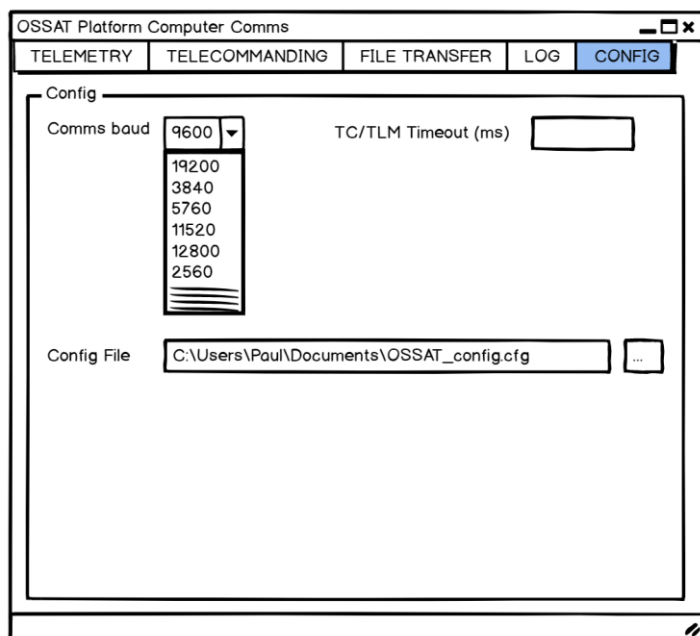 OSSAT Platform Computer Comms
TELEMETRY TELECOMMANDING FILE TRANSFER LOG CONFIG
Config
Comms baud 9600 TC/TLM Timeout (ms)
19200
3840
5760
11520
12800
2560
Config File C:\Users\Paul\Documents\OSSAT_config.cfg ...